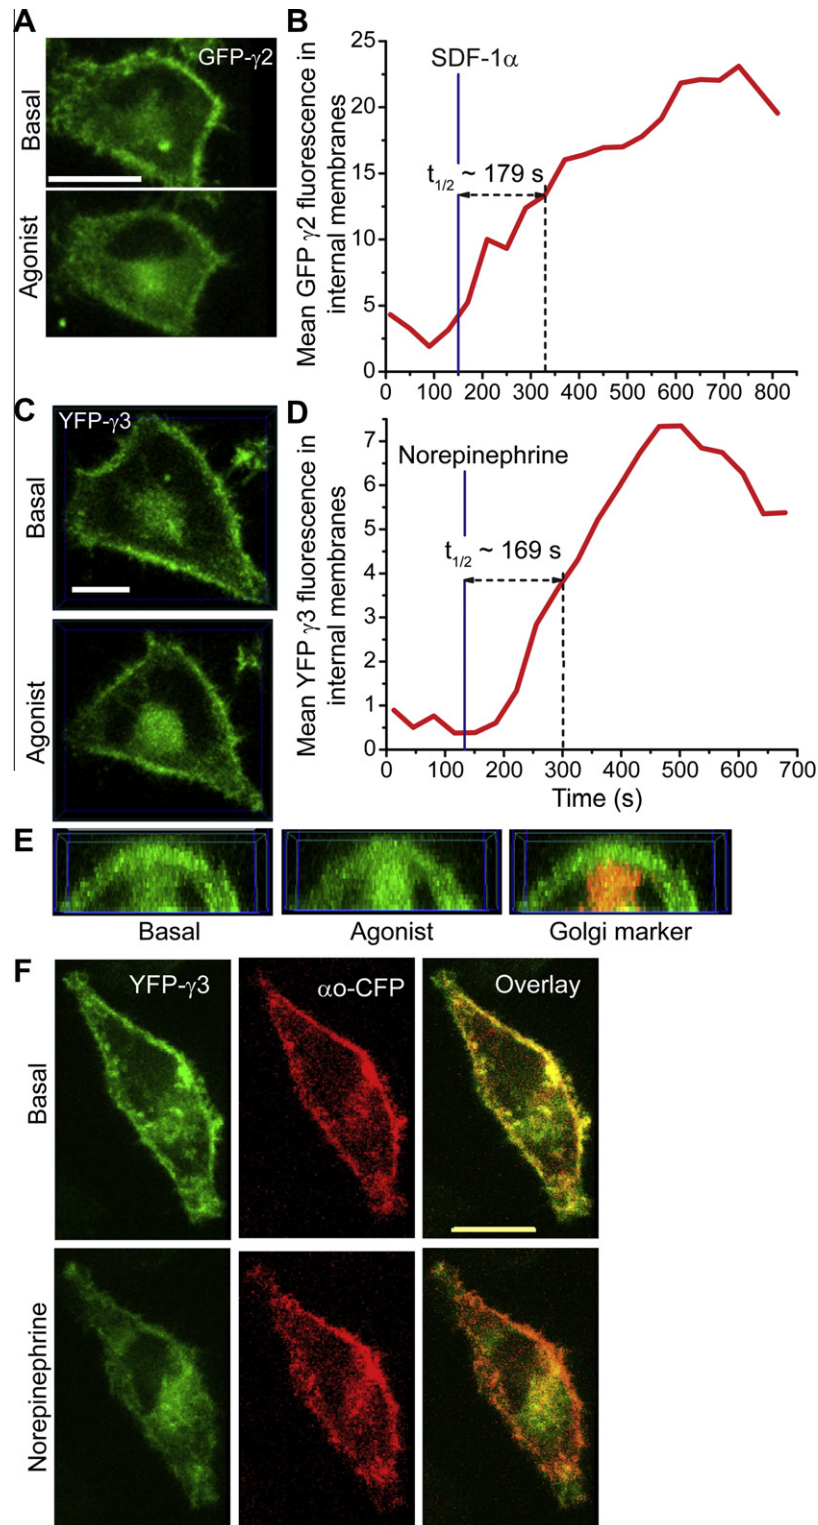 A
GFP-γ2
Basal
Agonist
B
Mean GFP γ2 fluorescence in
internal membranes
SDF-1α
t1/2 ~ 179 s
25
20
15
10
5
0
0 100 200 300 400 500 600 700 800
C
YFP-γ3
Basal
Agonist
D
Mean YFP γ3 fluorescence in
internal membranes
Norepinephrine
t1/2 ~ 169 s
7
6
5
4
3
2
1
0
0 100 200 300 400 500 600 700
Time (s)
E
Basal Agonist Golgi marker
F
YFP-γ3 αo-CFP Overlay
Basal
Norepinephrine